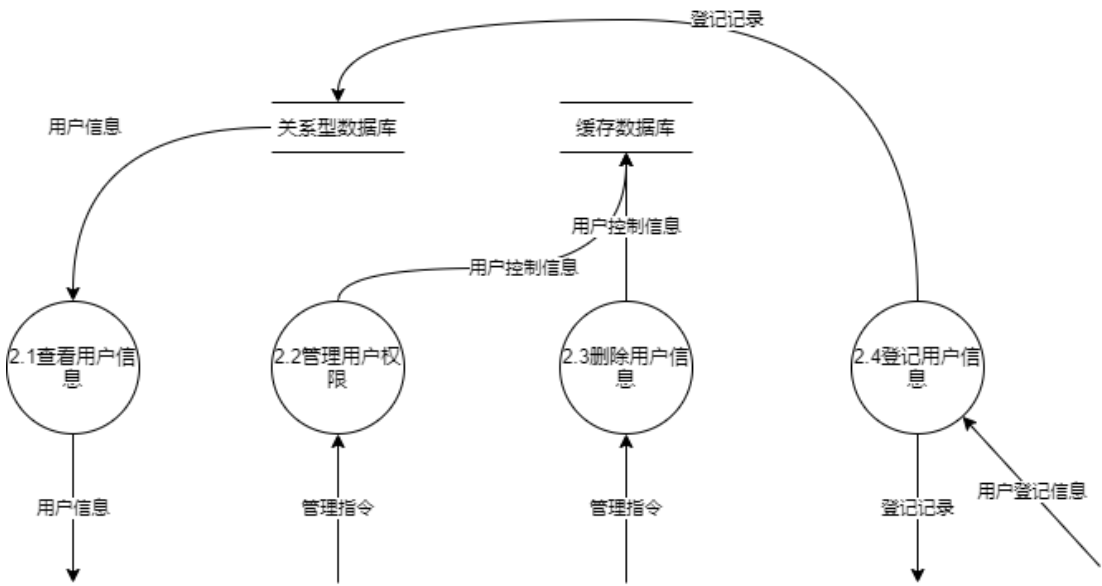 登记记录
用户信息
关系型数据库
缓存数据库
用户控制信息
用户控制信息
2.1查看用户信
息
2.2管理用户权
限
2.3删除用户信
息
2.4登记用户信
息
用户登记信息
用户信息
管理指令
管理指令
登记记录